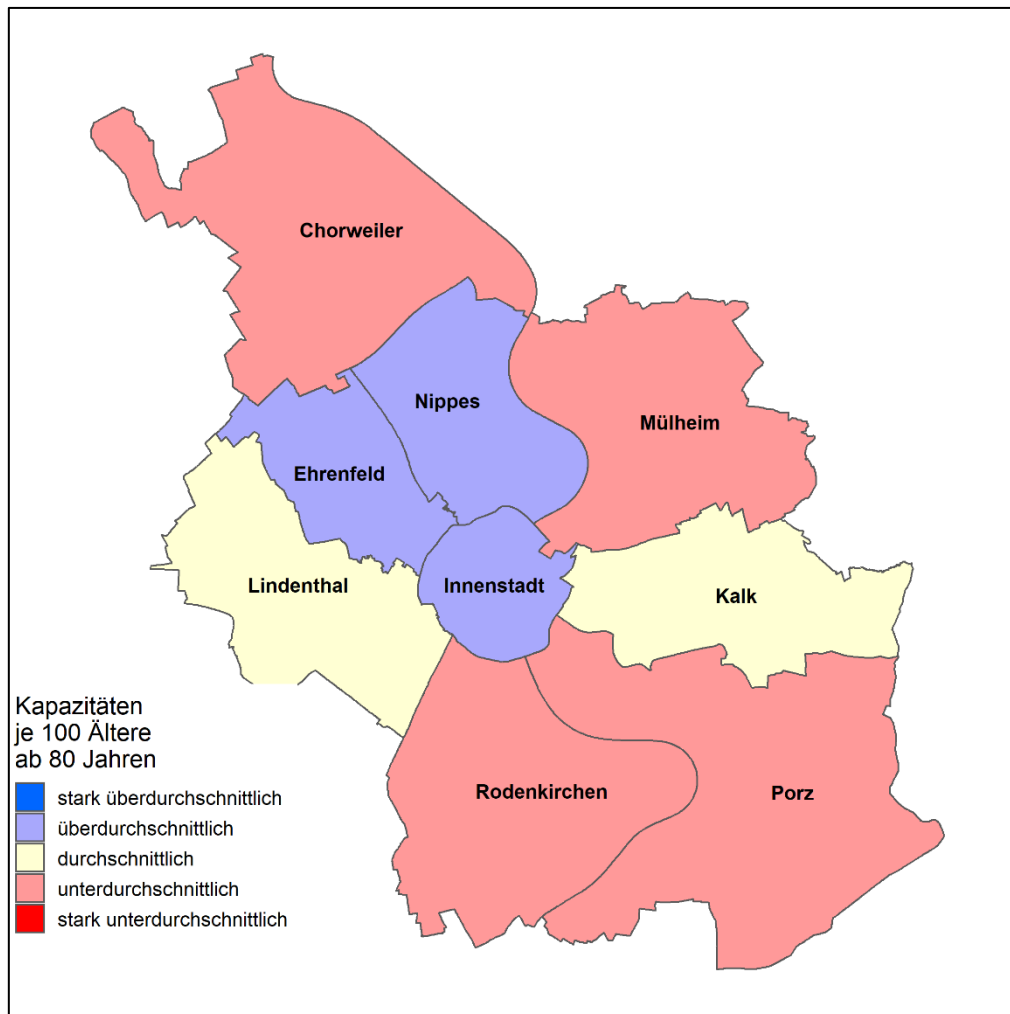 Chorweiler
Nippes
Mülheim
Ehrenfeld
Lindenthal
Innenstadt
Kalk
Rodenkirchen
Porz
Kapazitäten
je 100 Ältere
ab 80 Jahren
stark überdurchschnittlich
überdurchschnittlich
durchschnittlich
unterdurchschnittlich
stark unterdurchschnittlich